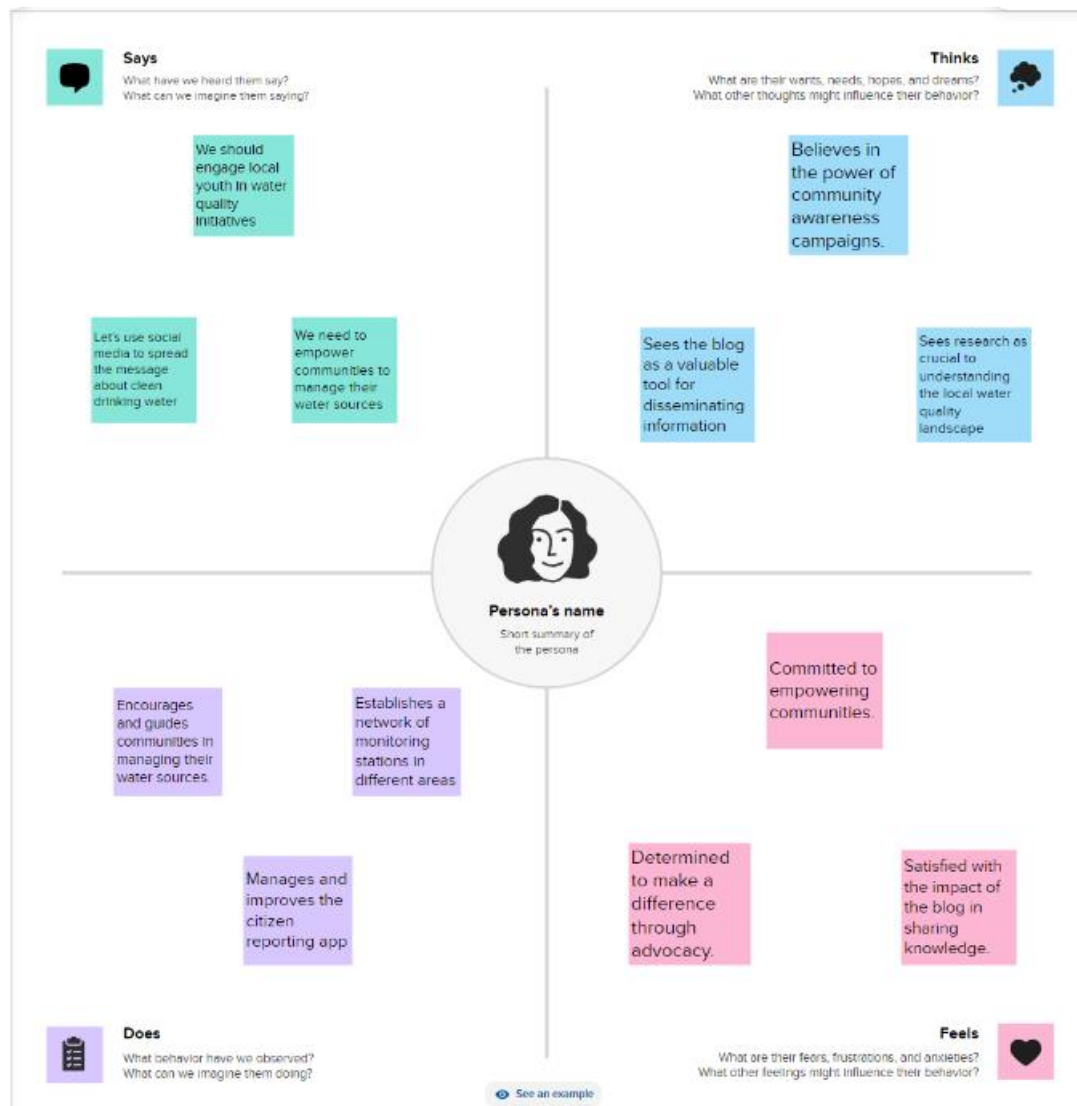 Says
What have we heard them say?
What can we imagine them saying?
We should
engage local
youth in water
quality
initiatives
Let's use social
media to spread
the message
about clean
drinking water
We need to
empower
communities to
manage their
water sources
Thinks
What are their wants, needs, hopes, and dreams?
What other thoughts might influence their behavior?
Believes in
the power of
community
awareness
campaigns.
Sees the blog
as a valuable
tool for
disseminating
information
Sees research as
crucial to
understanding
the local water
quality
landscape
Persona's name
Short summary of
the persona
Encourages
and guides
communities in
managing their
water sources.
Establishes a
network of
monitoring
stations in
different areas
Manages and
improves the
citizen
reporting app
Does
What behavior have we observed?
What can we imagine them doing?
Committed to
empowering
communities.
Determined
to make a
difference
through
advocacy.
Satisfied with
the impact of
the blog in
sharing
knowledge.
Feels
What are their fears, frustrations, and anxieties?
What other feelings might influence their behavior?
See an example